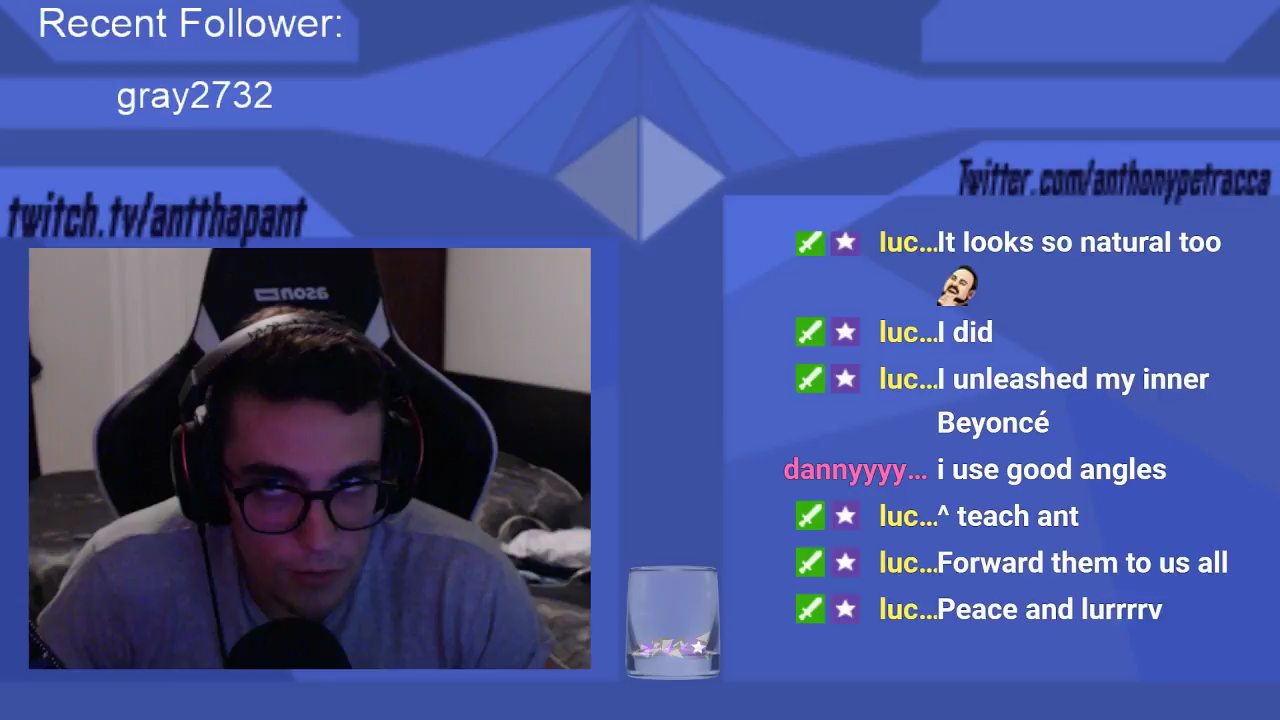 Recent Follower:
gray2732
twitch.tv/antthapant
Twitter.com/anthonypetracca
luc…It looks so natural too
luc…I did
luc…I unleashed my inner
Beyoncé
dannyyyy… i use good angles
luc…^ teach ant
luc…Forward them to us all
luc…Peace and lurrrrv